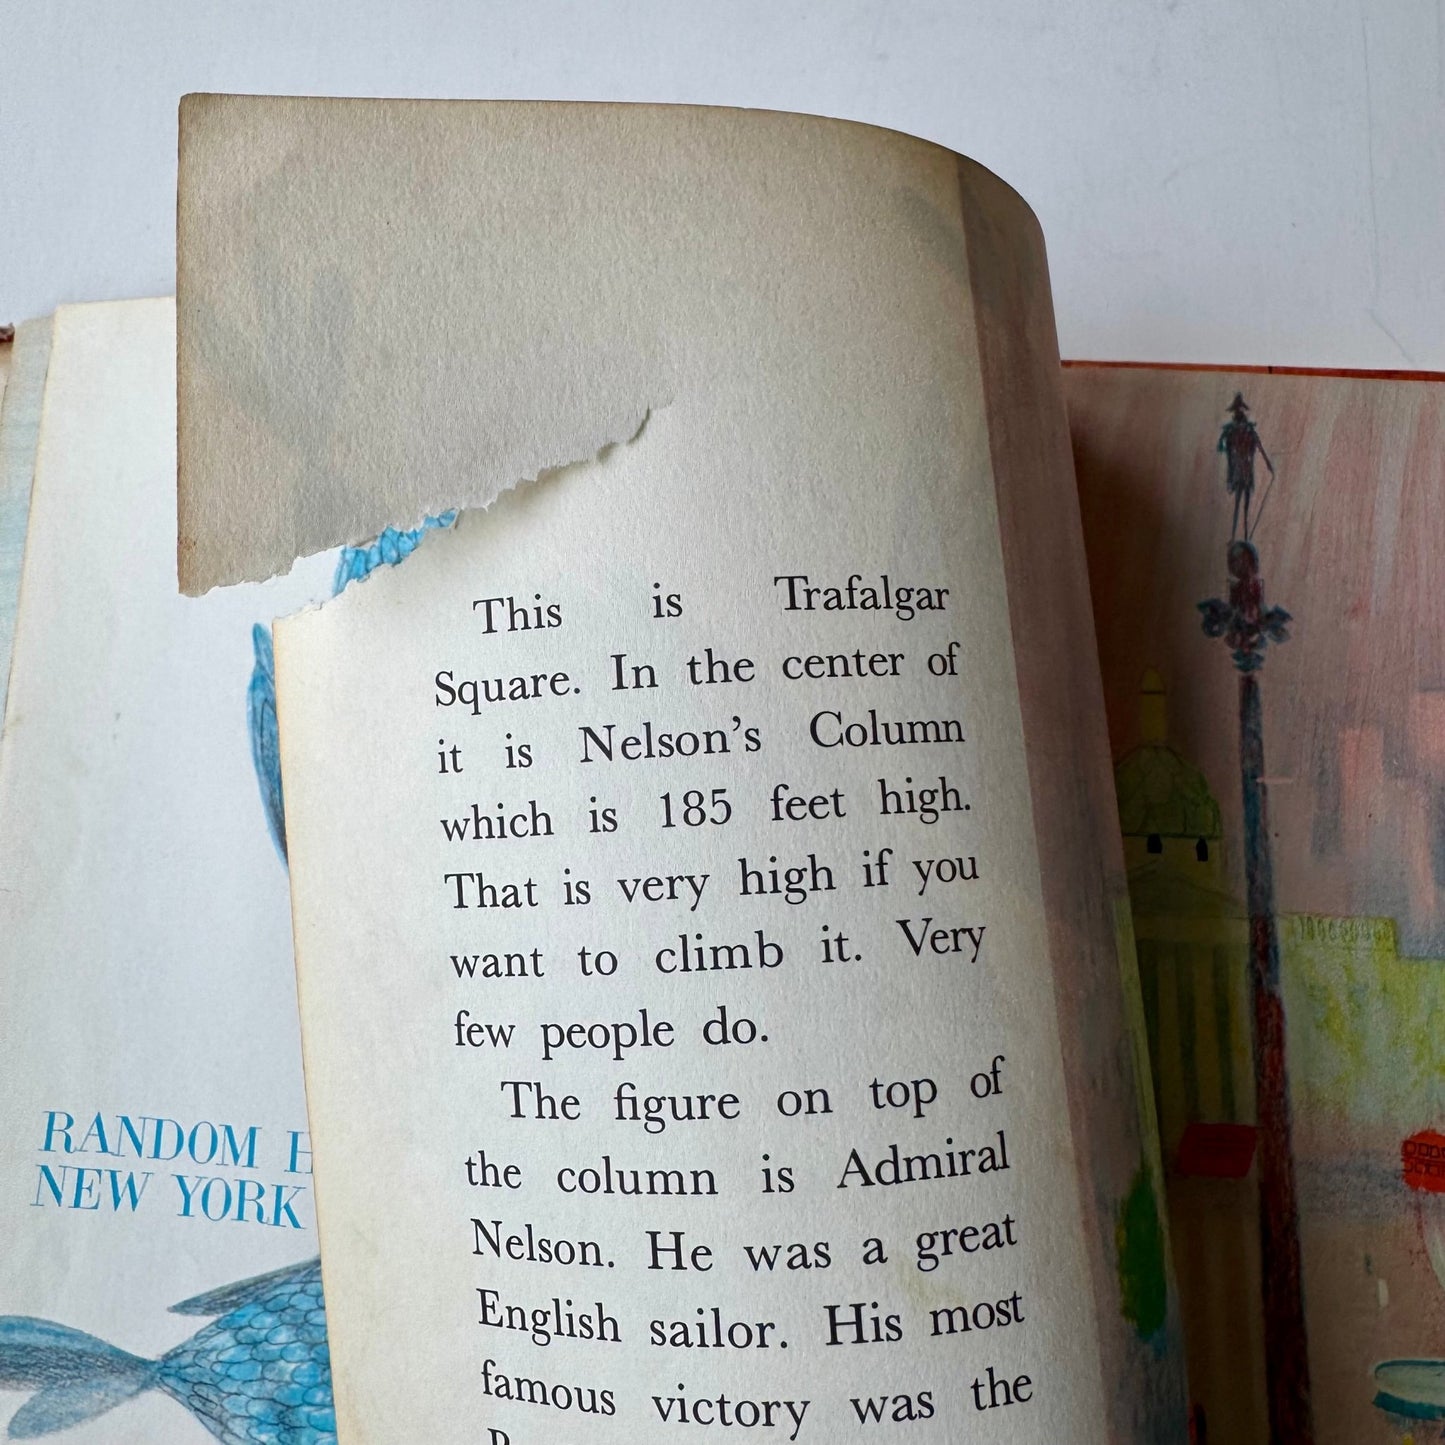 This is Trafalgar
Square. In the center of
it is Nelson's Column
which is 185 feet high.
That is very high if you
want to climb it. Very
few people do.
The figure on top of
the column is Admiral
Nelson. He was a great
English sailor. His most
famous victory was the
RANDOM H
NEW YORK